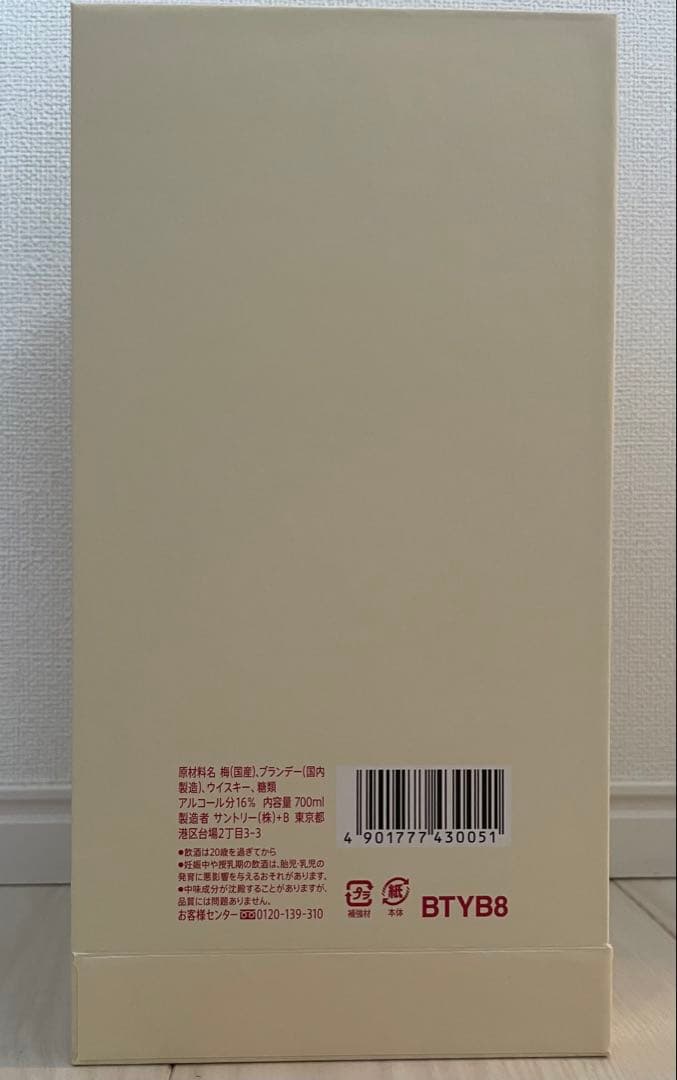 原材料名 梅(国産)、ブランデー(国内
製造)、ウイスキー、糖類
アルコール分16% 内容量 700ml
製造者 サントリー(株)+B 東京都
港区台場2丁目3-3
●飲酒は20歳を過ぎてから
●妊娠中や授乳期の飲酒は、胎児・乳児の
発育に悪影響を与えるおそれがあります。
●中味成分が沈殿することがありますが、
品質には問題ありません。
お客様センター 0120-139-310
4 901777 430051
プラ
補強材
紙
本体
BTYB8